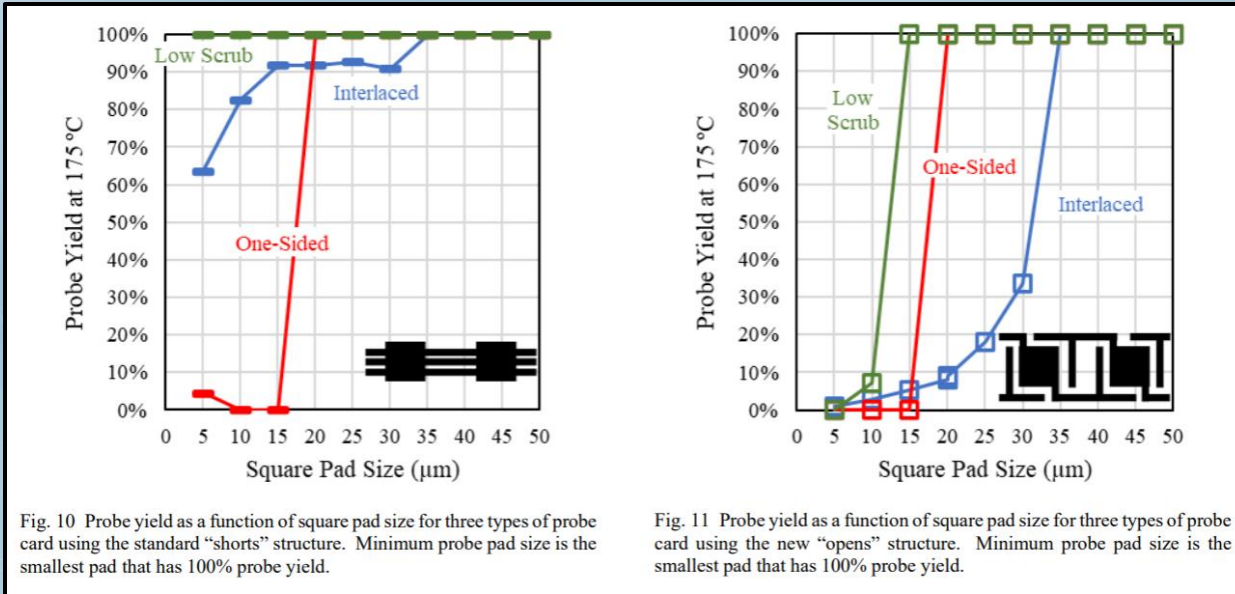 100%
90%
80%
70%
60%
50%
40%
30%
20%
10%
0%
Probe Yield at 175 °C
Low Scrub
Interlaced
One-Sided
0 5 10 15 20 25 30 35 40 45 50
Square Pad Size (μm)
Fig. 10 Probe yield as a function of square pad size for three types of probe
card using the standard “shorts” structure. Minimum probe pad size is the
smallest pad that has 100% probe yield.
100%
90%
80%
70%
60%
50%
40%
30%
20%
10%
0%
Probe Yield at 175 °C
Low
Scrub
One-Sided
Interlaced
0 5 10 15 20 25 30 35 40 45 50
Square Pad Size (μm)
Fig. 11 Probe yield as a function of square pad size for three types of probe
card using the new “opens” structure. Minimum probe pad size is the
smallest pad that has 100% probe yield.